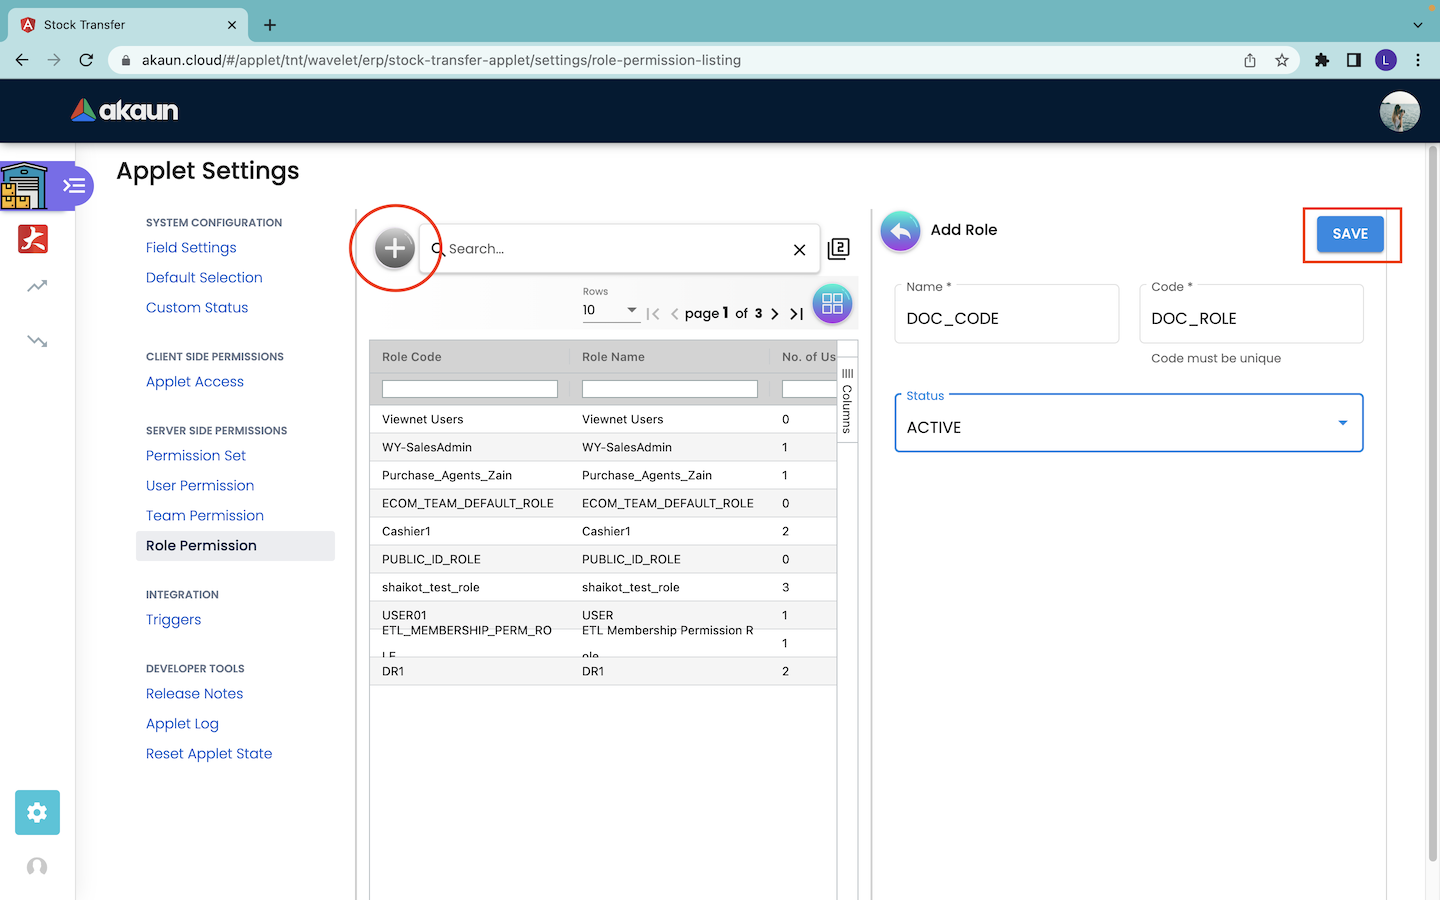 Stock Transfer
akaun.cloud/#/applet/tnt/wavelet/erp/stock-transfer-applet/settings/role-permission-listing
L
akaun
Applet Settings
SYSTEM CONFIGURATION
Field Settings
Default Selection
Custom Status
CLIENT SIDE PERMISSIONS
Applet Access
SERVER SIDE PERMISSIONS
Permission Set
User Permission
Team Permission
Role Permission
INTEGRATION
Triggers
DEVELOPER TOOLS
Release Notes
Applet Log
Reset Applet State
Search...
2
Rows
10
page 1 of 3
Role Code Role Name No. of Us
Columns
Viewnet Users Viewnet Users 0
WY-SalesAdmin WY-SalesAdmin 1
Purchase_Agents_Zain Purchase_Agents_Zain 1
ECOM_TEAM_DEFAULT_ROLE ECOM_TEAM_DEFAULT_ROLE 0
Cashier1 Cashier1 2
PUBLIC_ID_ROLE PUBLIC_ID_ROLE 0
shaikot_test_role shaikot_test_role 3
USER01 USER 1
ETL_MEMBERSHIP_PERM_RO ETL Membership Permission R 1
LE ole
DR1 DR1 2
Add Role
SAVE
Name * Code *
DOC_CODE DOC_ROLE
Code must be unique
Status
ACTIVE